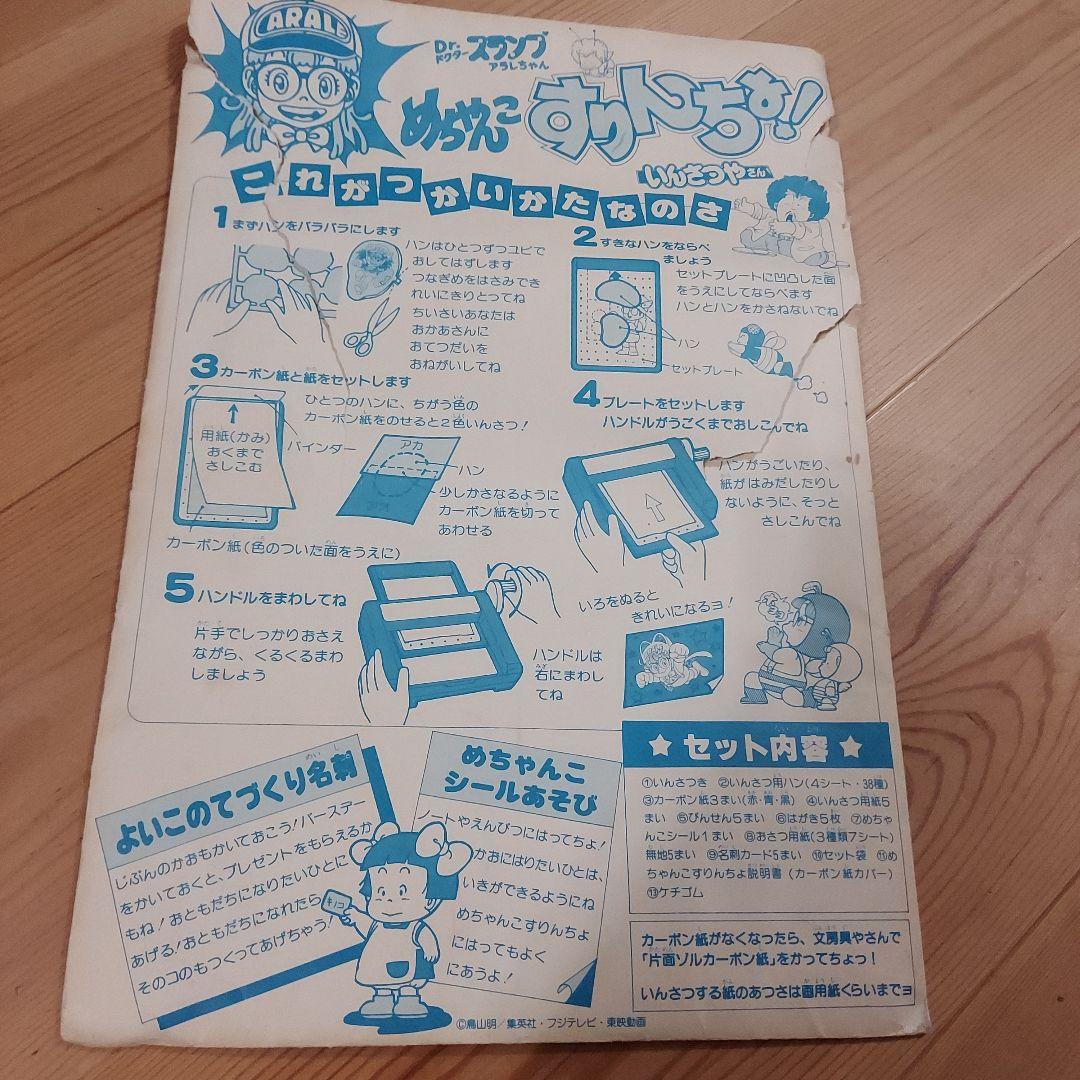 ARALE
Dr.
ドクター スランプ
アラレちゃん
めちゃんこ
すりんちょ!
いんさつやさん
これがつかいかたなのさ
1 まずハンをバラバラにします
ハンはひとつずつユビで
おしてはずします
つなぎめをはさみでき
れいにきりとってね
ちいさいあなたは
おかあさんに
おてつだいを
おねがいしてね
2 すきなハンをならべ
ましょう
セットプレートに凹凸した面
をうえにしてならべます
ハンとハンをかさねないでね
ハン
セットプレート
3 カーボン紙と紙をセットします
ひとつのハンに、ちがう色の
カーボン紙をのせると2色いんさつ!
用紙(かみ)
おくまで
さしこむ
バインダー
アカ
ハン
アオ
少しかさなるように
カーボン紙を切って
あわせる
カーボン紙(色のついた面をうえに)
4 プレートをセットします
ハンドルがうごくまでおしこんでね
ハンがうごいたり、
紙がはみだしたりし
ないように、そっと
さしこんでね
5 ハンドルをまわしてね
片手でしっかりおさえ
ながら、くるくるまわ
しましょう
ハンドルは
右にまわし
てね
いろをぬると
きれいになるヨ!
よいこのてづくり名刺
じぶんのかおもかいておこう!バースデー
をかいておくと、プレゼントをもらえるか
もね!おともだちになりたいひとに
あげる!おともだちになれたら
そのコのもつくってあげちゃう!
キノコ
めちゃんこ
シールあそび
ノートやえんぴつにはってちょ!
かおにはりたいひとは、
いきができるようにね
めちゃんこすりんちょ
にはってもよく
にあうよ!
★セット内容★
①いんさつき ②いんさつ用ハン(4シート・38種)
③カーボン紙3まい(赤・青・黒) ④いんさつ用紙5
まい ⑤びんせん5まい ⑥はがき5枚 ⑦めちゃ
んこシール1まい ⑧おさつ用紙(3種類7シート)
無地5まい ⑨名刺カード5まい ⑩セット袋 ⑪め
ちゃんこすりんちょ説明書(カーボン紙カバー)
⑬ケチゴム
カーボン紙がなくなったら、文房具やさんで
「片面ゾルカーボン紙」をかってちょっ!
いんさつする紙のあつさは画用紙ぐらいまでョ
©鳥山明/集英社・フジテレビ・東映動画